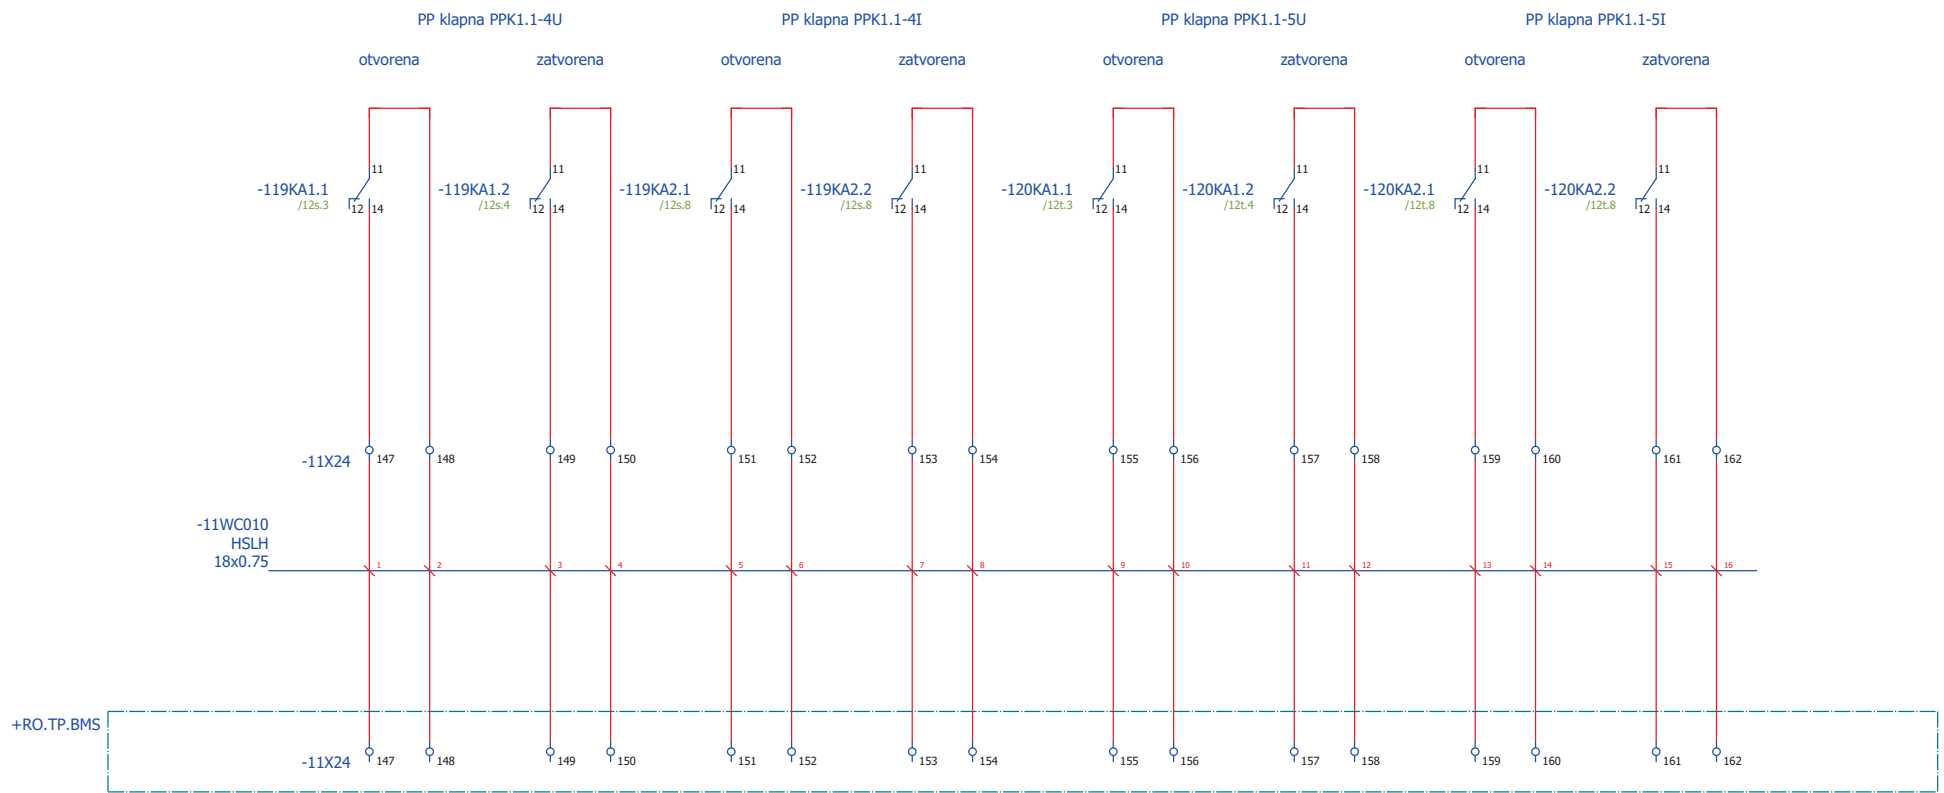 PP klapna PPK1.1-4U PP klapna PPK1.1-4I PP klapna PPK1.1-5U PP klapna PPK1.1-5I
otvorena zatvorena otvorena zatvorena otvorena zatvorena otvorena zatvorena
11 11 11 11 11 11 11 11
-119KA1.1 -119KA1.2 -119KA2.1 -119KA2.2 -120KA1.1 -120KA1.2 -120KA2.1 -120KA2.2
/12s.3 /12s.4 /12s.8 /12s.8 /12t.3 /12t.4 /12t.8 /12t.8
12 14 12 14 12 14 12 14 12 14 12 14 12 14 12 14
-11X24 147 148 149 150 151 152 153 154 155 156 157 158 159 160 161 162
-11WC010
HSLH
18x0.75
1 2 3 4 5 6 7 8 9 10 11 12 13 14 15 16
+RO.TP.BMS
-11X24 147 148 149 150 151 152 153 154 155 156 157 158 159 160 161 162